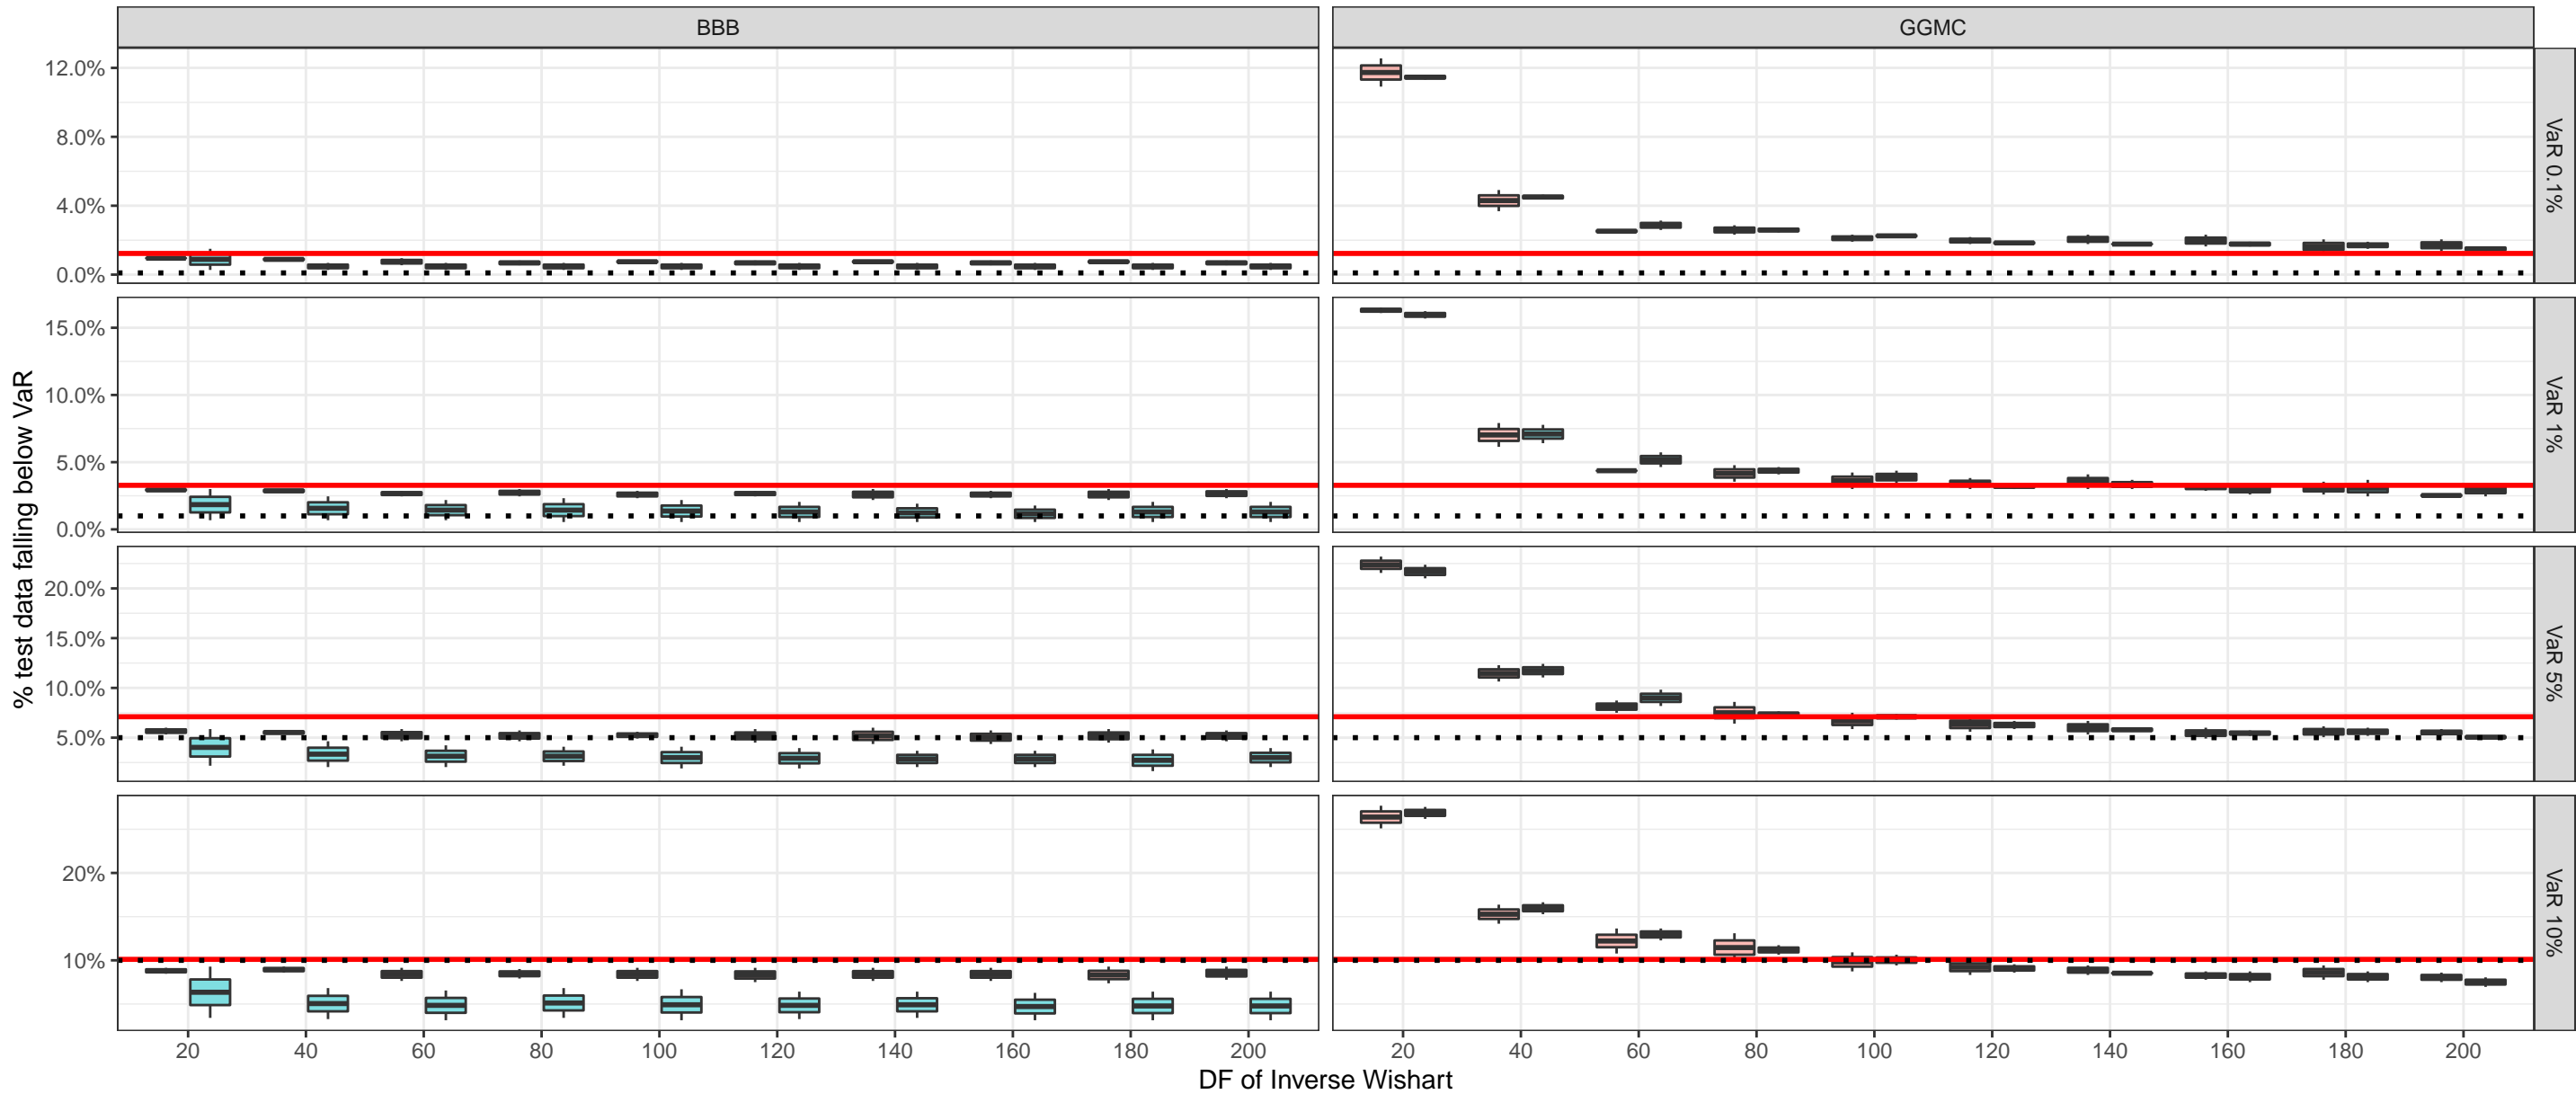 BBB
GGMC
12.0%
8.0%
4.0%
0.0%
VaR 0.1%
15.0%
10.0%
5.0%
0.0%
VaR 1%
20.0%
15.0%
10.0%
5.0%
VaR 5%
20%
10%
VaR 10%
% test data falling below VaR
20 40 60 80 100 120 140 160 180 200
20 40 60 80 100 120 140 160 180 200
DF of Inverse Wishart